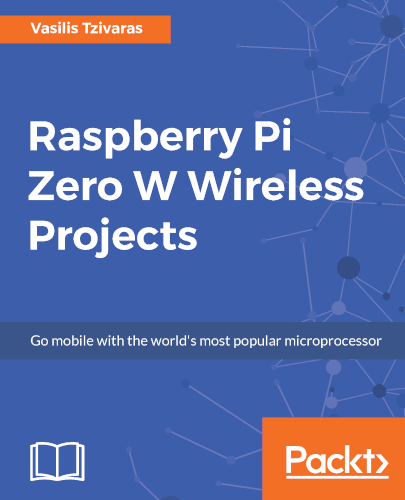 Vasilis Tzivaras
Raspberry Pi
Zero W Wireless
Projects
Go mobile with the world's most popular microprocessor
Packt>